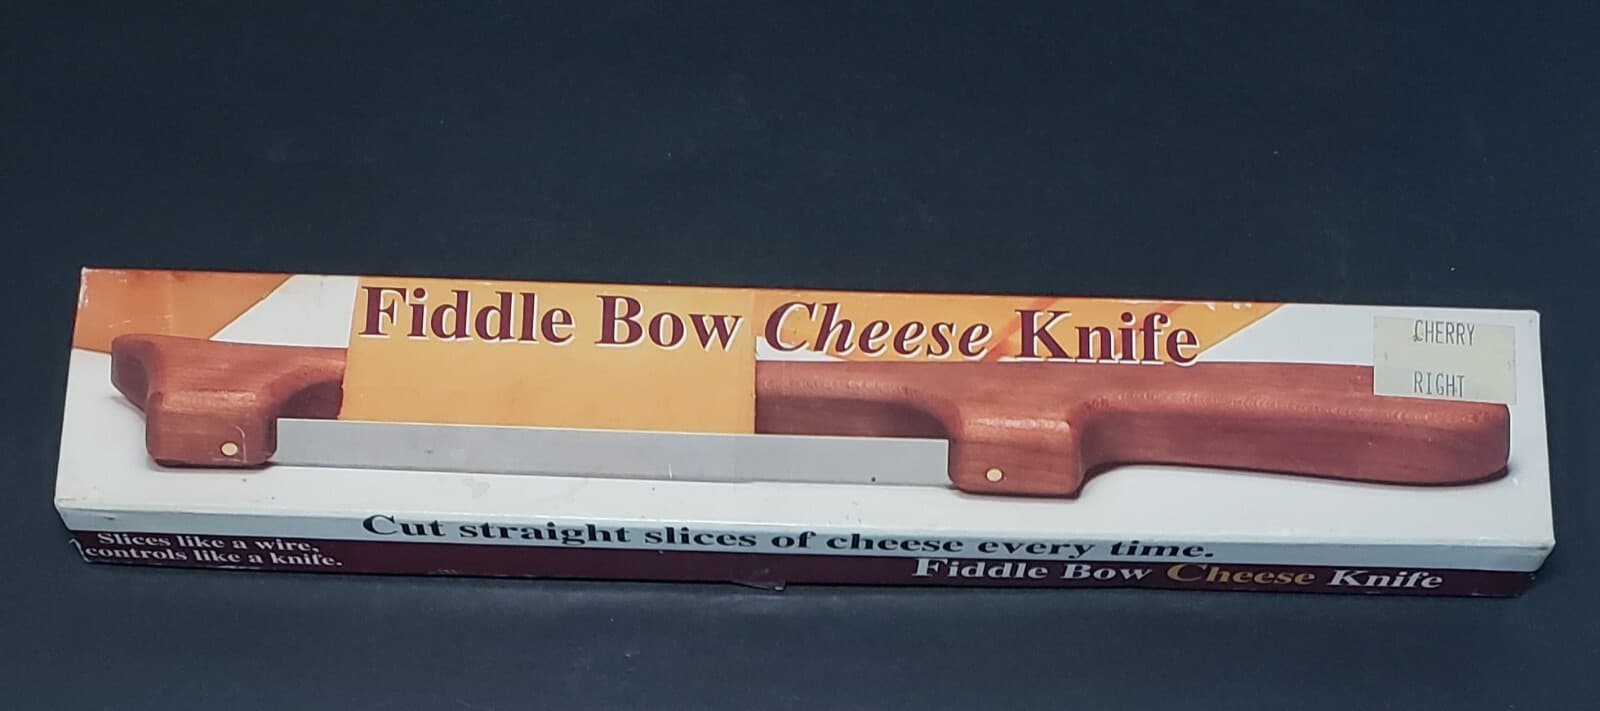 Fiddle Bow Cheese Knife
CHERRY
RIGHT
Cut straight slices of cheese every time.
Slices like a wire,
controls like a knife.
Fiddle Bow Cheese Knife